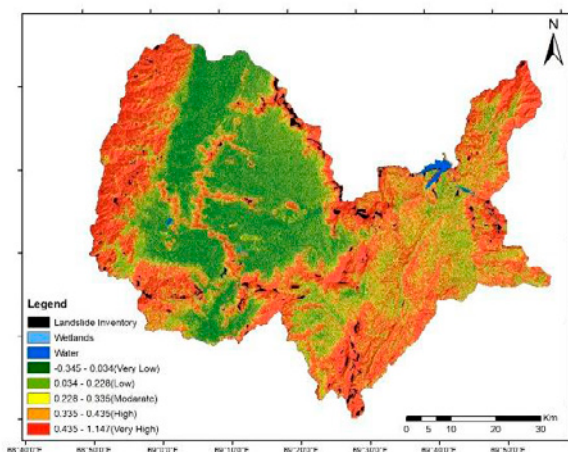 N
Legend
Landslide Inventory
Wetlands
Water
-0.345 - 0.034(Very Low)
0.034 - 0.228(Low)
0.228 - 0.335(Moderate)
0.335 - 0.435(High)
0.435 - 1.147(Very High)
Km
0 5 10 20 30